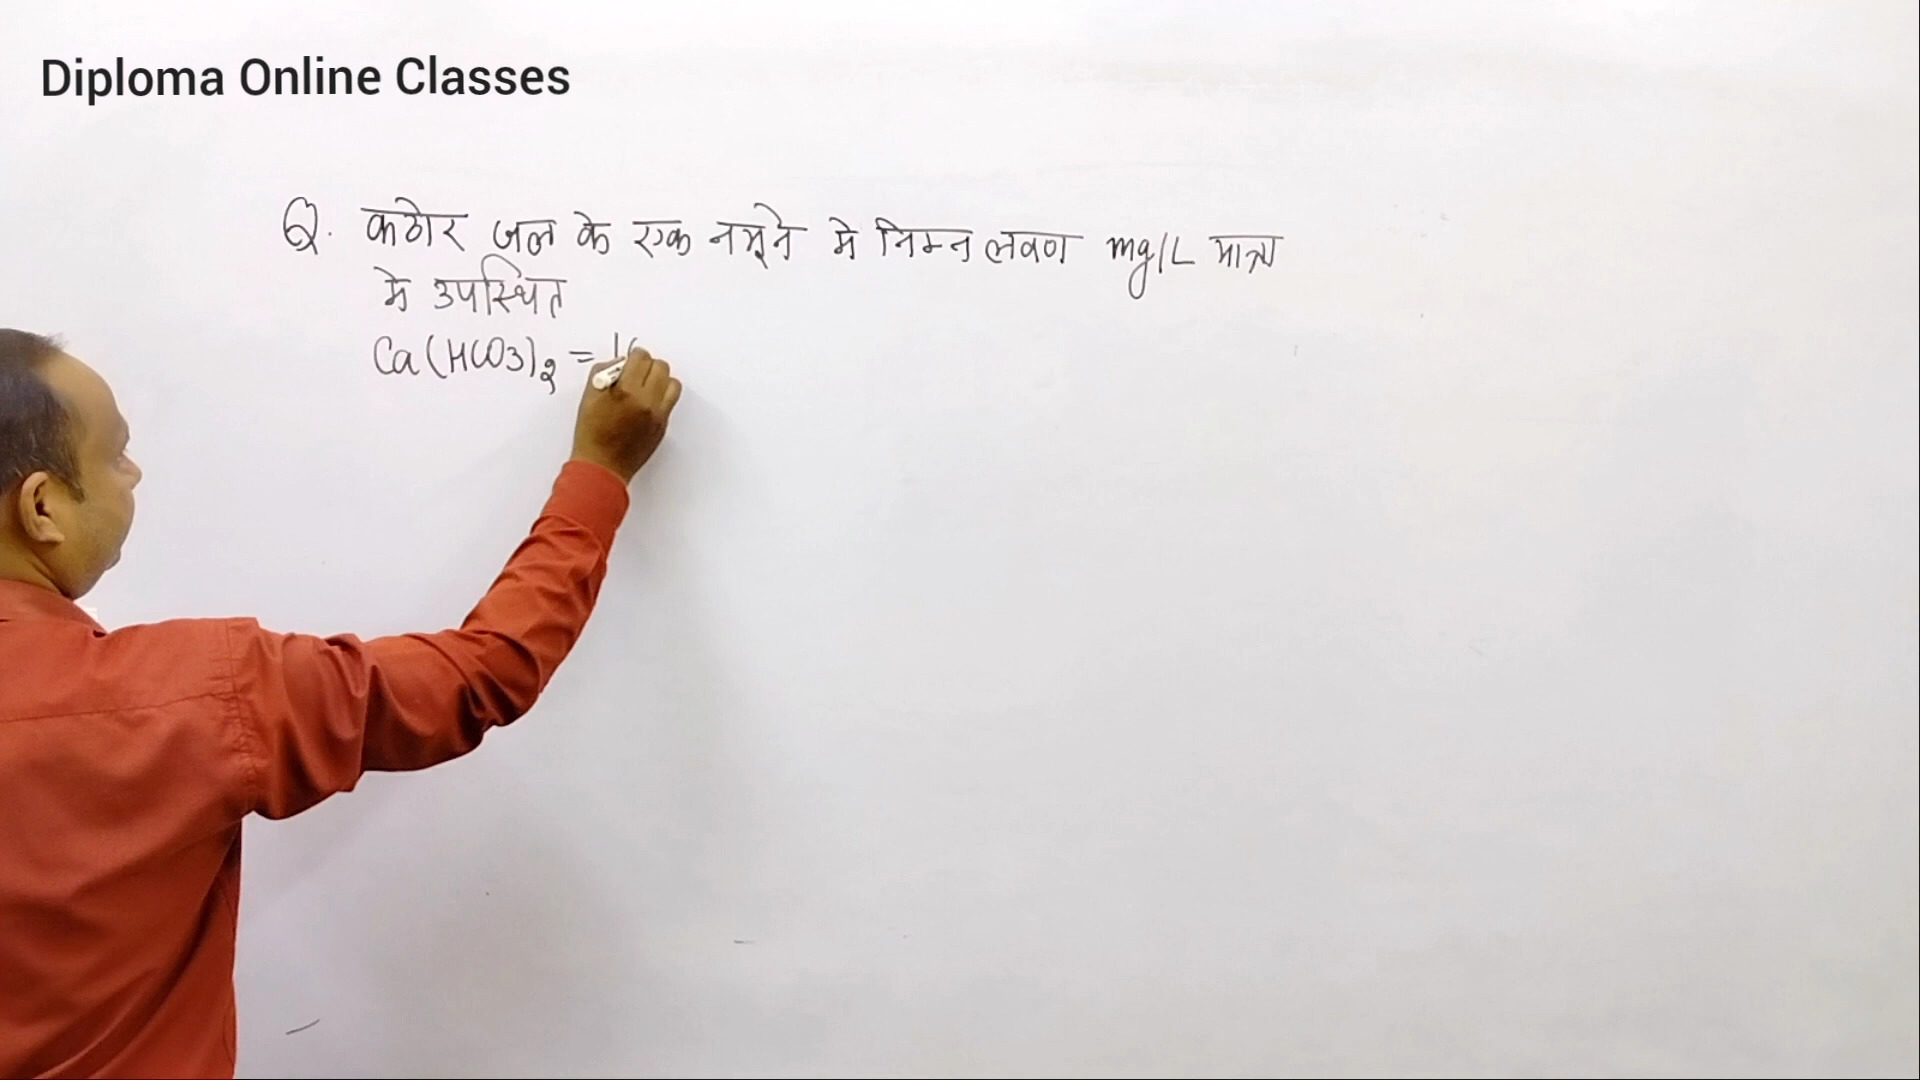 Diploma Online Classes
Q. कठोर जल के एक नमूने मे निम्न लवण mg/L मात्रा
मे उपस्थित
Ca(HCO3)2 =